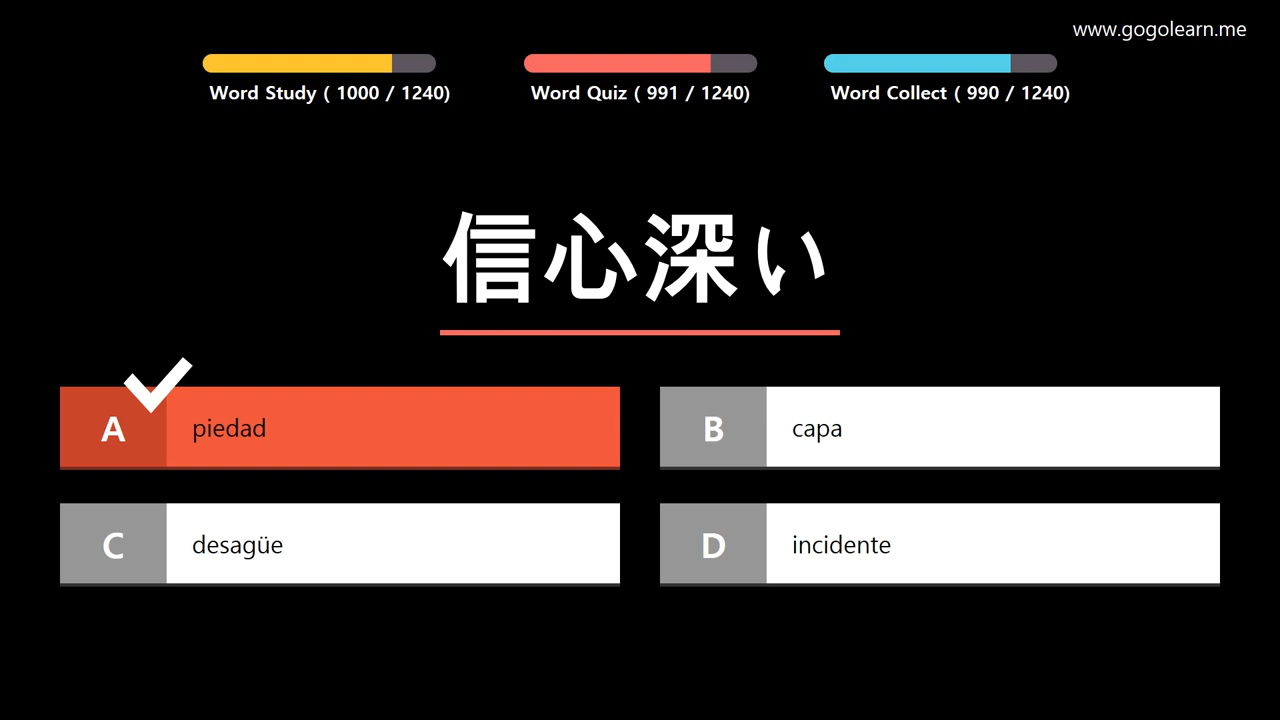 www.gogolearn.me
Word Study ( 1000 / 1240)
Word Quiz ( 991 / 1240)
Word Collect ( 990 / 1240)
信心深い
A piedad
B capa
C desagüe
D incidente